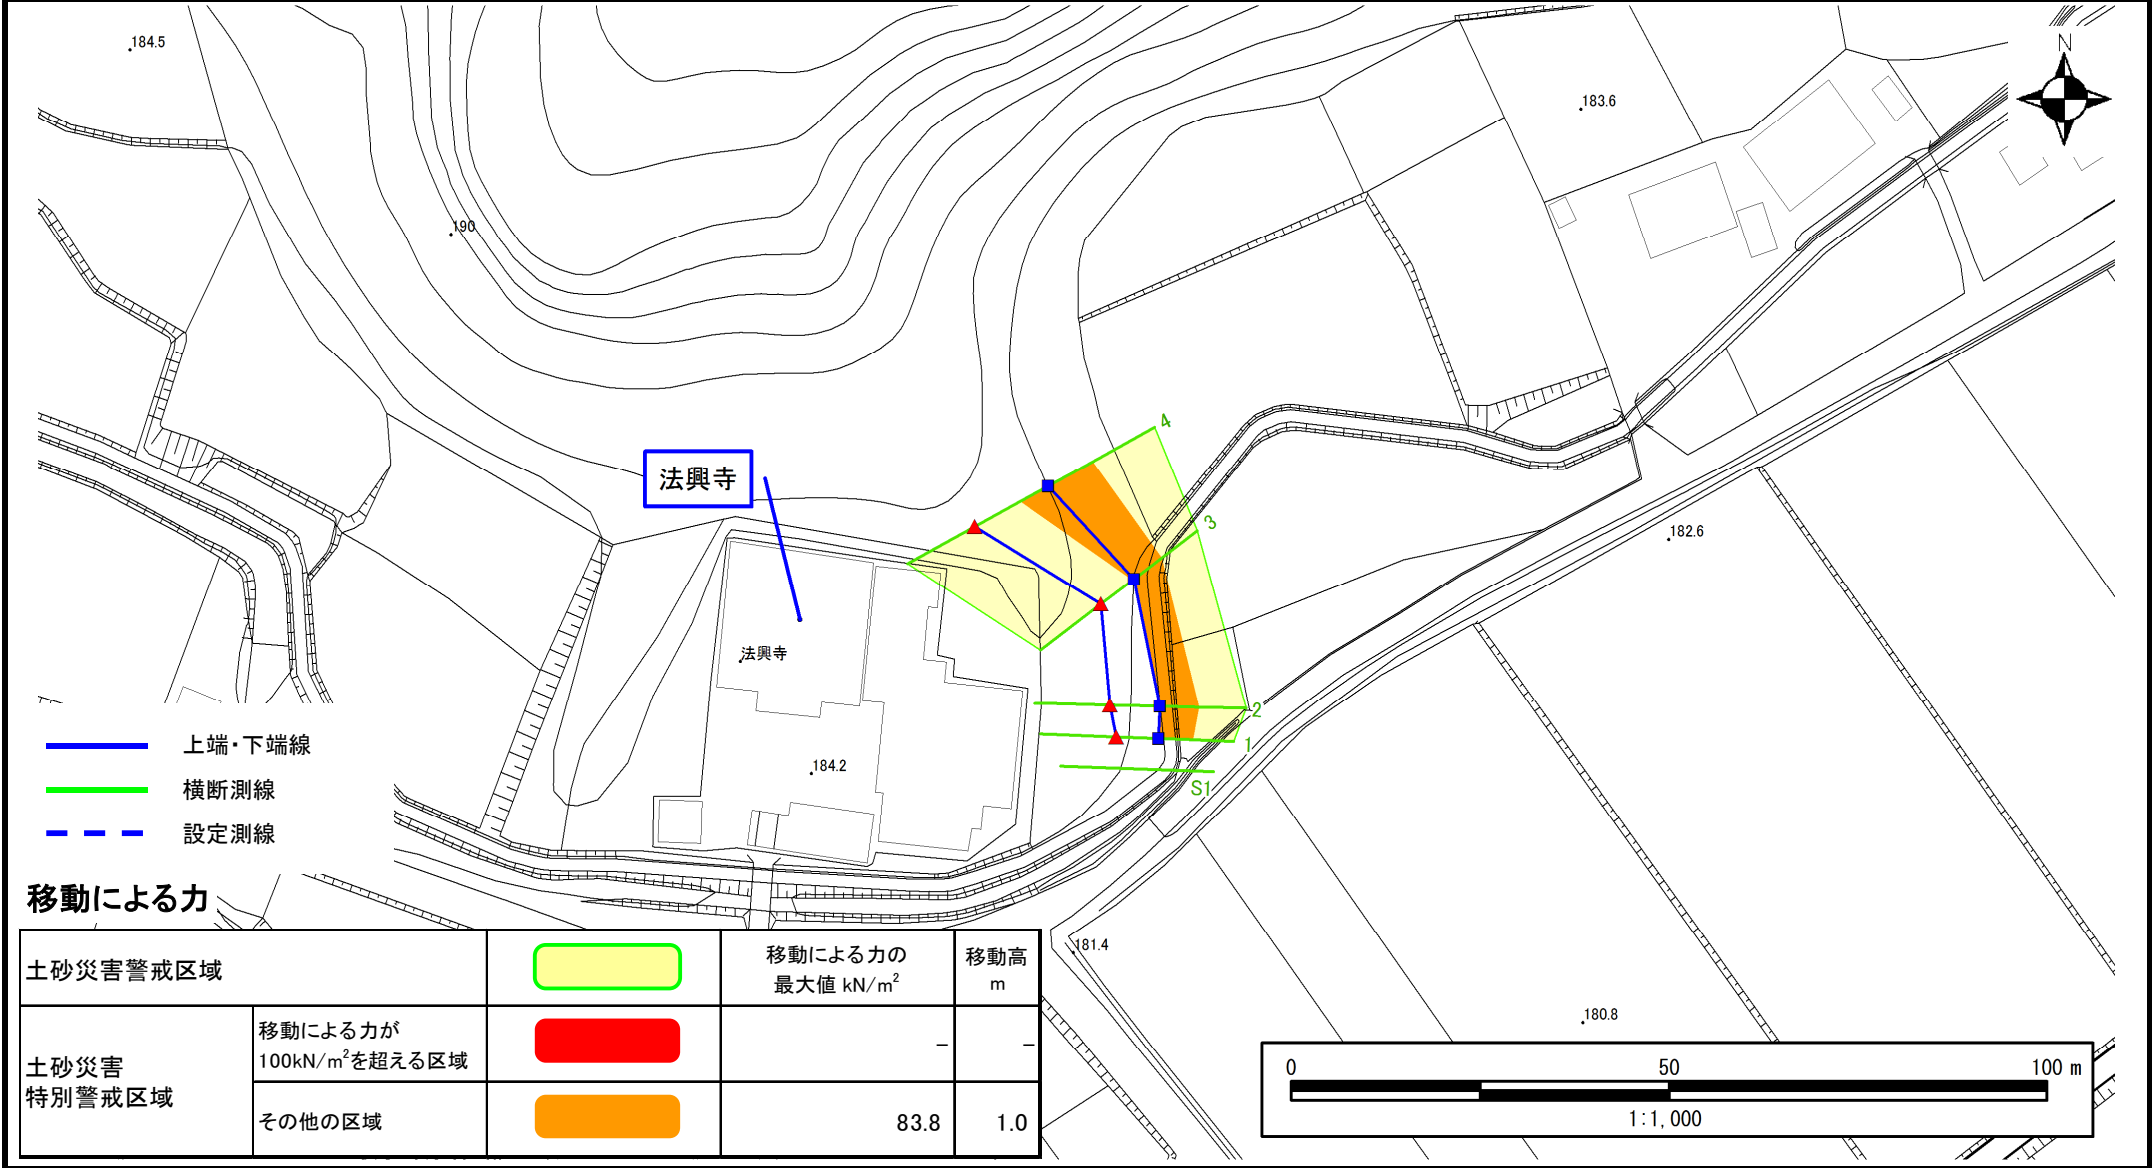 184.5
N
183.6
190
4
法興寺
3
182.6
法興寺
2
1
184.2
S1
上端・下端線
横断測線
設定測線
移動による力
181.4
180.8
土砂災害警戒区域
移動による力の
最大値 kN/m²
移動高
m
土砂災害
特別警戒区域
移動による力が
100kN/m²を超える区域
－
－
その他の区域
83.8
1.0
0 50 100 m
1:1,000